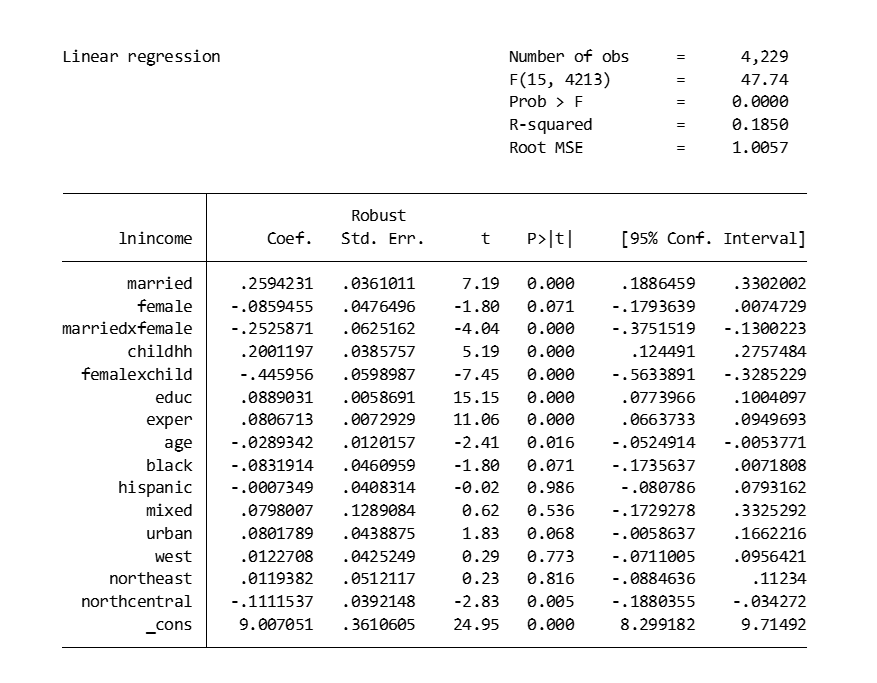 Linear regression Number of obs = 4,229
F(15, 4213) = 47.74
Prob > F = 0.0000
R-squared = 0.1850
Root MSE = 1.0057
Robust
lnincome Coef. Std. Err. t P>|t| [95% Conf. Interval]
married .2594231 .0361011 7.19 0.000 .1886459 .3302002
female -.0859455 .0476496 -1.80 0.071 -.1793639 .0074729
marriedxfemale -.2525871 .0625162 -4.04 0.000 -.3751519 -.1300223
childhh .2001197 .0385757 5.19 0.000 .124491 .2757484
femalexchild -.445956 .0598987 -7.45 0.000 -.5633891 -.3285229
educ .0889031 .0058691 15.15 0.000 .0773966 .1004097
exper .0806713 .0072929 11.06 0.000 .0663733 .0949693
age -.0289342 .0120157 -2.41 0.016 -.0524914 -.0053771
black -.0831914 .0460959 -1.80 0.071 -.1735637 .0071808
hispanic -.0007349 .0408314 -0.02 0.986 -.080786 .0793162
mixed .0798007 .1289084 0.62 0.536 -.1729278 .3325292
urban .0801789 .0438875 1.83 0.068 -.0058637 .1662216
west .0122708 .0425249 0.29 0.773 -.0711005 .0956421
northeast .0119382 .0512117 0.23 0.816 -.0884636 .11234
northcentral -.1111537 .0392148 -2.83 0.005 -.1880355 -.034272
_cons 9.007051 .3610605 24.95 0.000 8.299182 9.71492